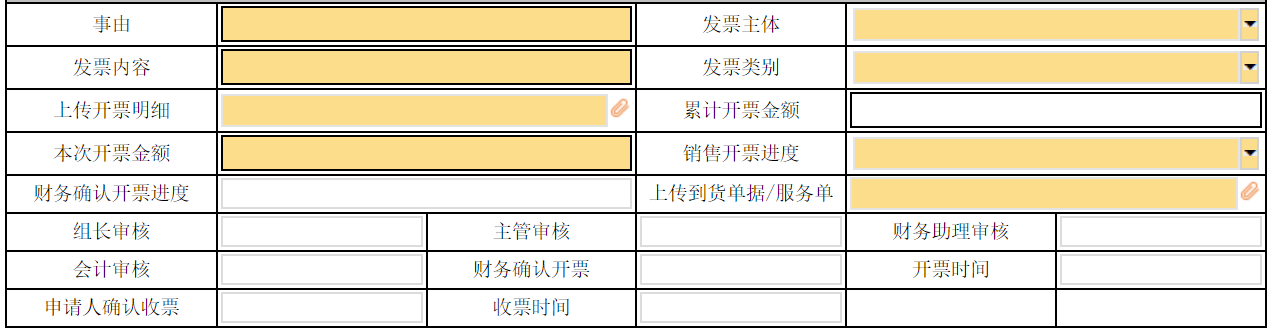 事由 发票主体
发票内容 发票类别
上传开票明细 累计开票金额
本次开票金额 销售开票进度
财务确认开票进度 上传到货单据/服务单
组长审核 主管审核 财务助理审核
会计审核 财务确认开票 开票时间
申请人确认收票 收票时间